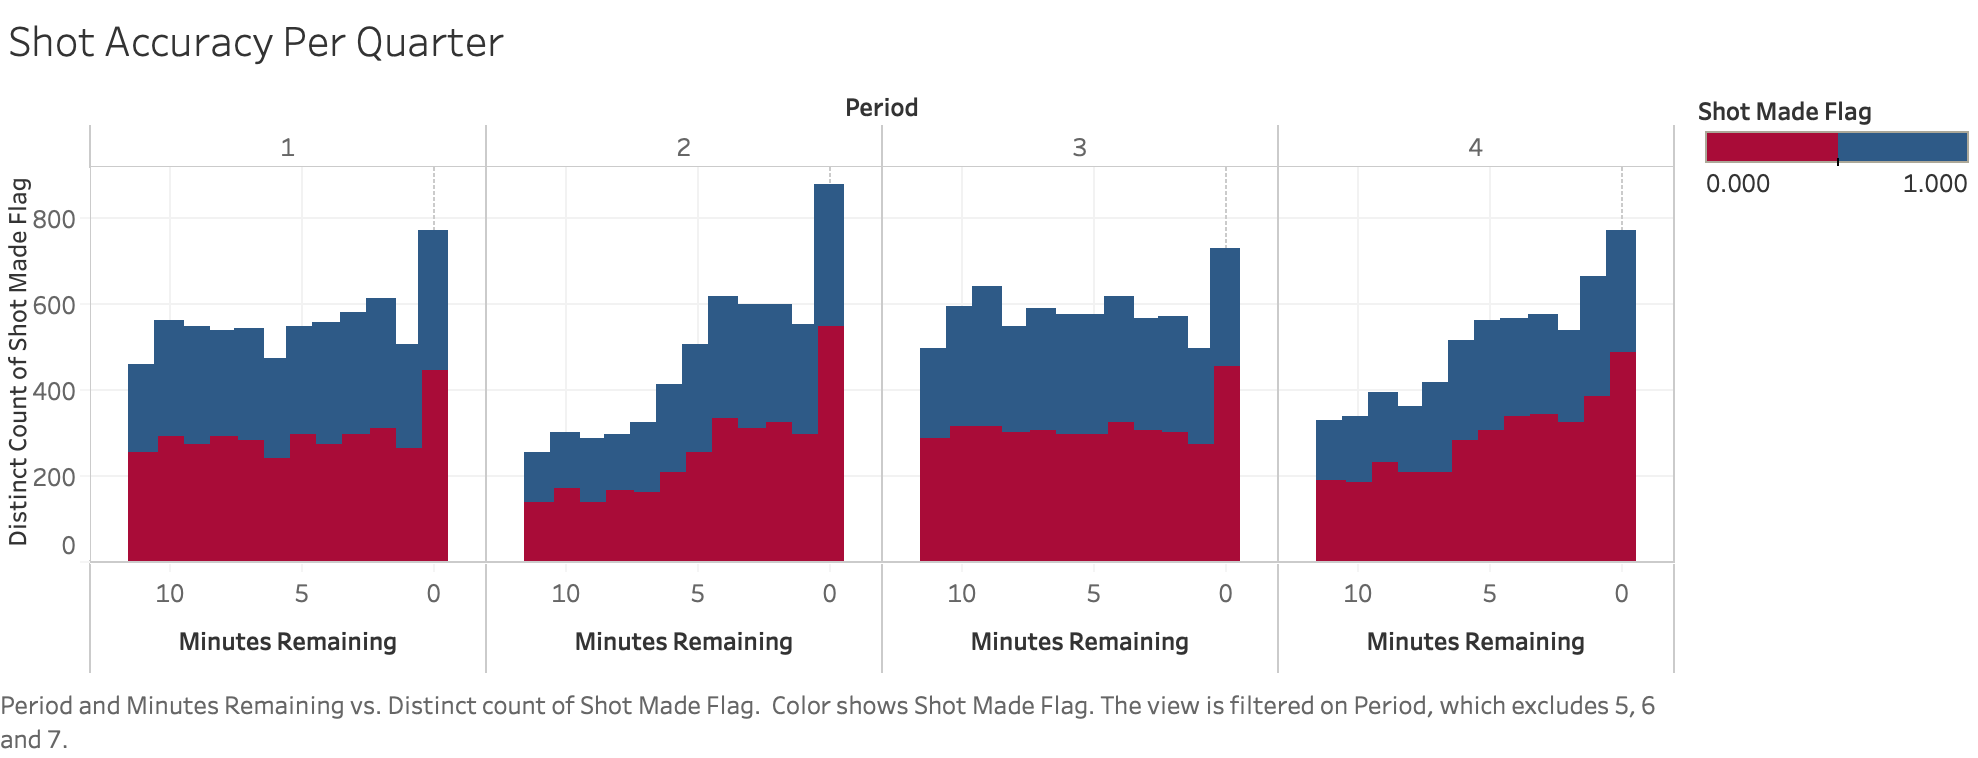 Shot Accuracy Per Quarter
Period
Shot Made Flag
0.000 1.000
1 2 3 4
Distinct Count of Shot Made Flag
800
600
400
200
0
10 5 0 10 5 0 10 5 0 10 5 0
Minutes Remaining Minutes Remaining Minutes Remaining Minutes Remaining
Period and Minutes Remaining vs. Distinct count of Shot Made Flag.  Color shows Shot Made Flag. The view is filtered on Period, which excludes 5, 6
and 7.